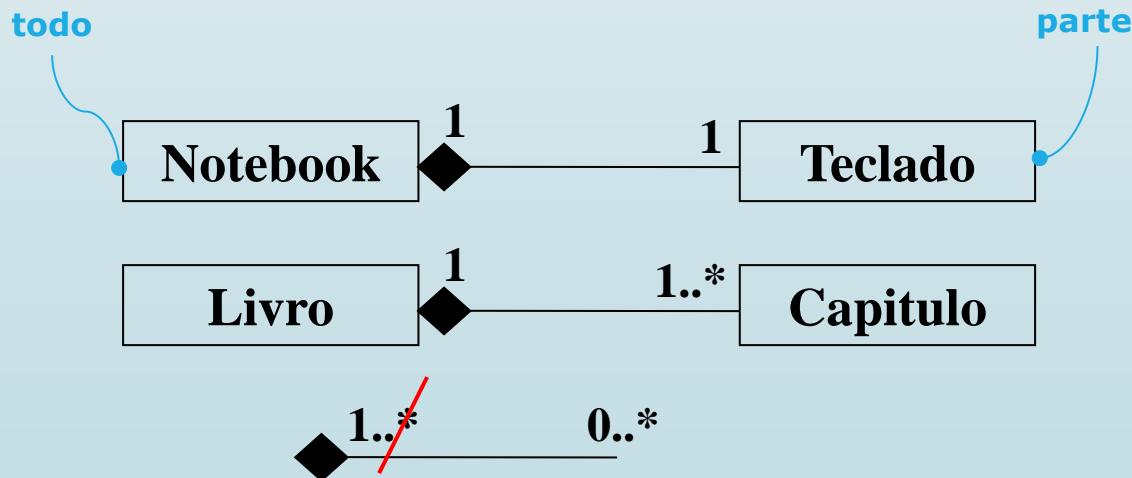 todo
parte
1
1
Notebook
Teclado
1
1..*
Livro
Capitulo
1..*
0..*